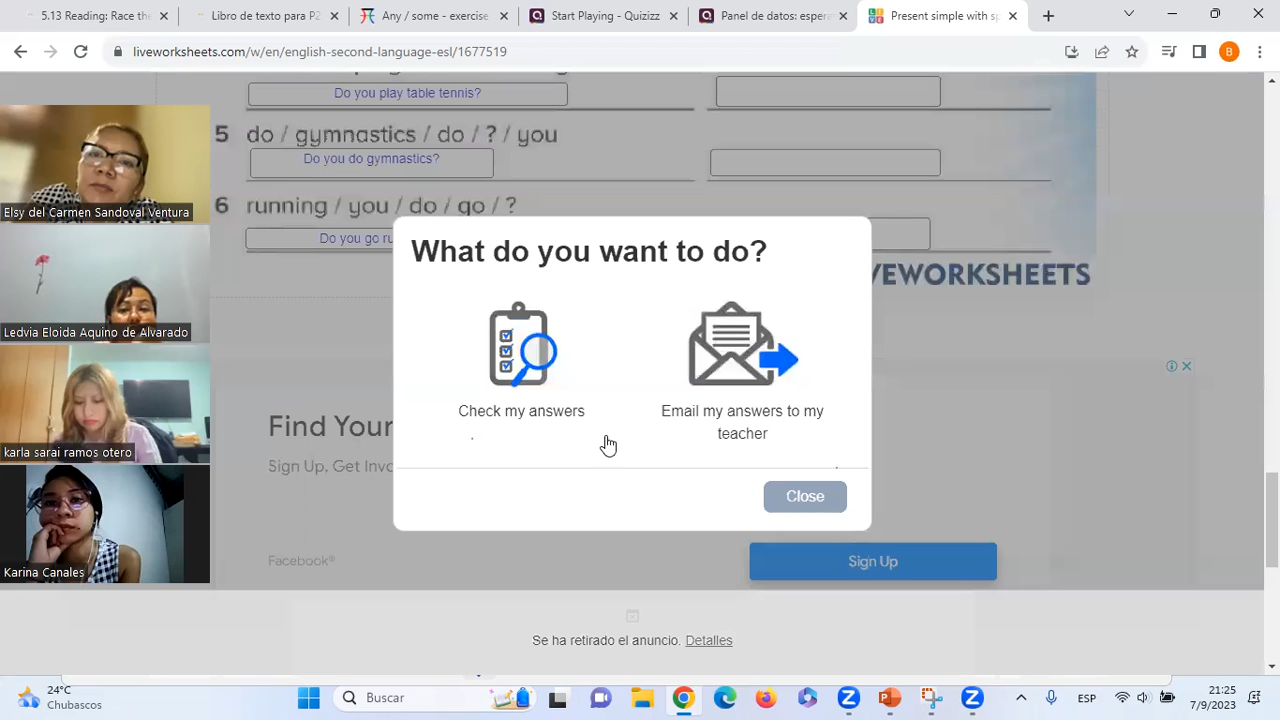 5.13 Reading: Race the
Libro de texto para P2
Any / some: exercise
Start Playing - Quizizz
Panel de datos: espera
Present simple with sp
liveworksheets.com/w/en/english-second-language-esl/1677519
B
Do you play table tennis?
5 do / gymnastics / do / ? / you
Do you do gymnastics?
6 running / you / do / go / ?
Do you go ru
VEWORKSHEETS
What do you want to do?
Check my answers
Email my answers to my
teacher
Close
Find Your
Sign Up. Get Invo
Facebook®
Sign Up
Se ha retirado el anuncio. Detalles
Elsy del Carmen Sandoval Ventura
Ledvia Eloida Aquino de Alvarado
karla sarai ramos otero
Karina Canales
24°C
Chubascos
Buscar
ESP
21:25
7/9/2023